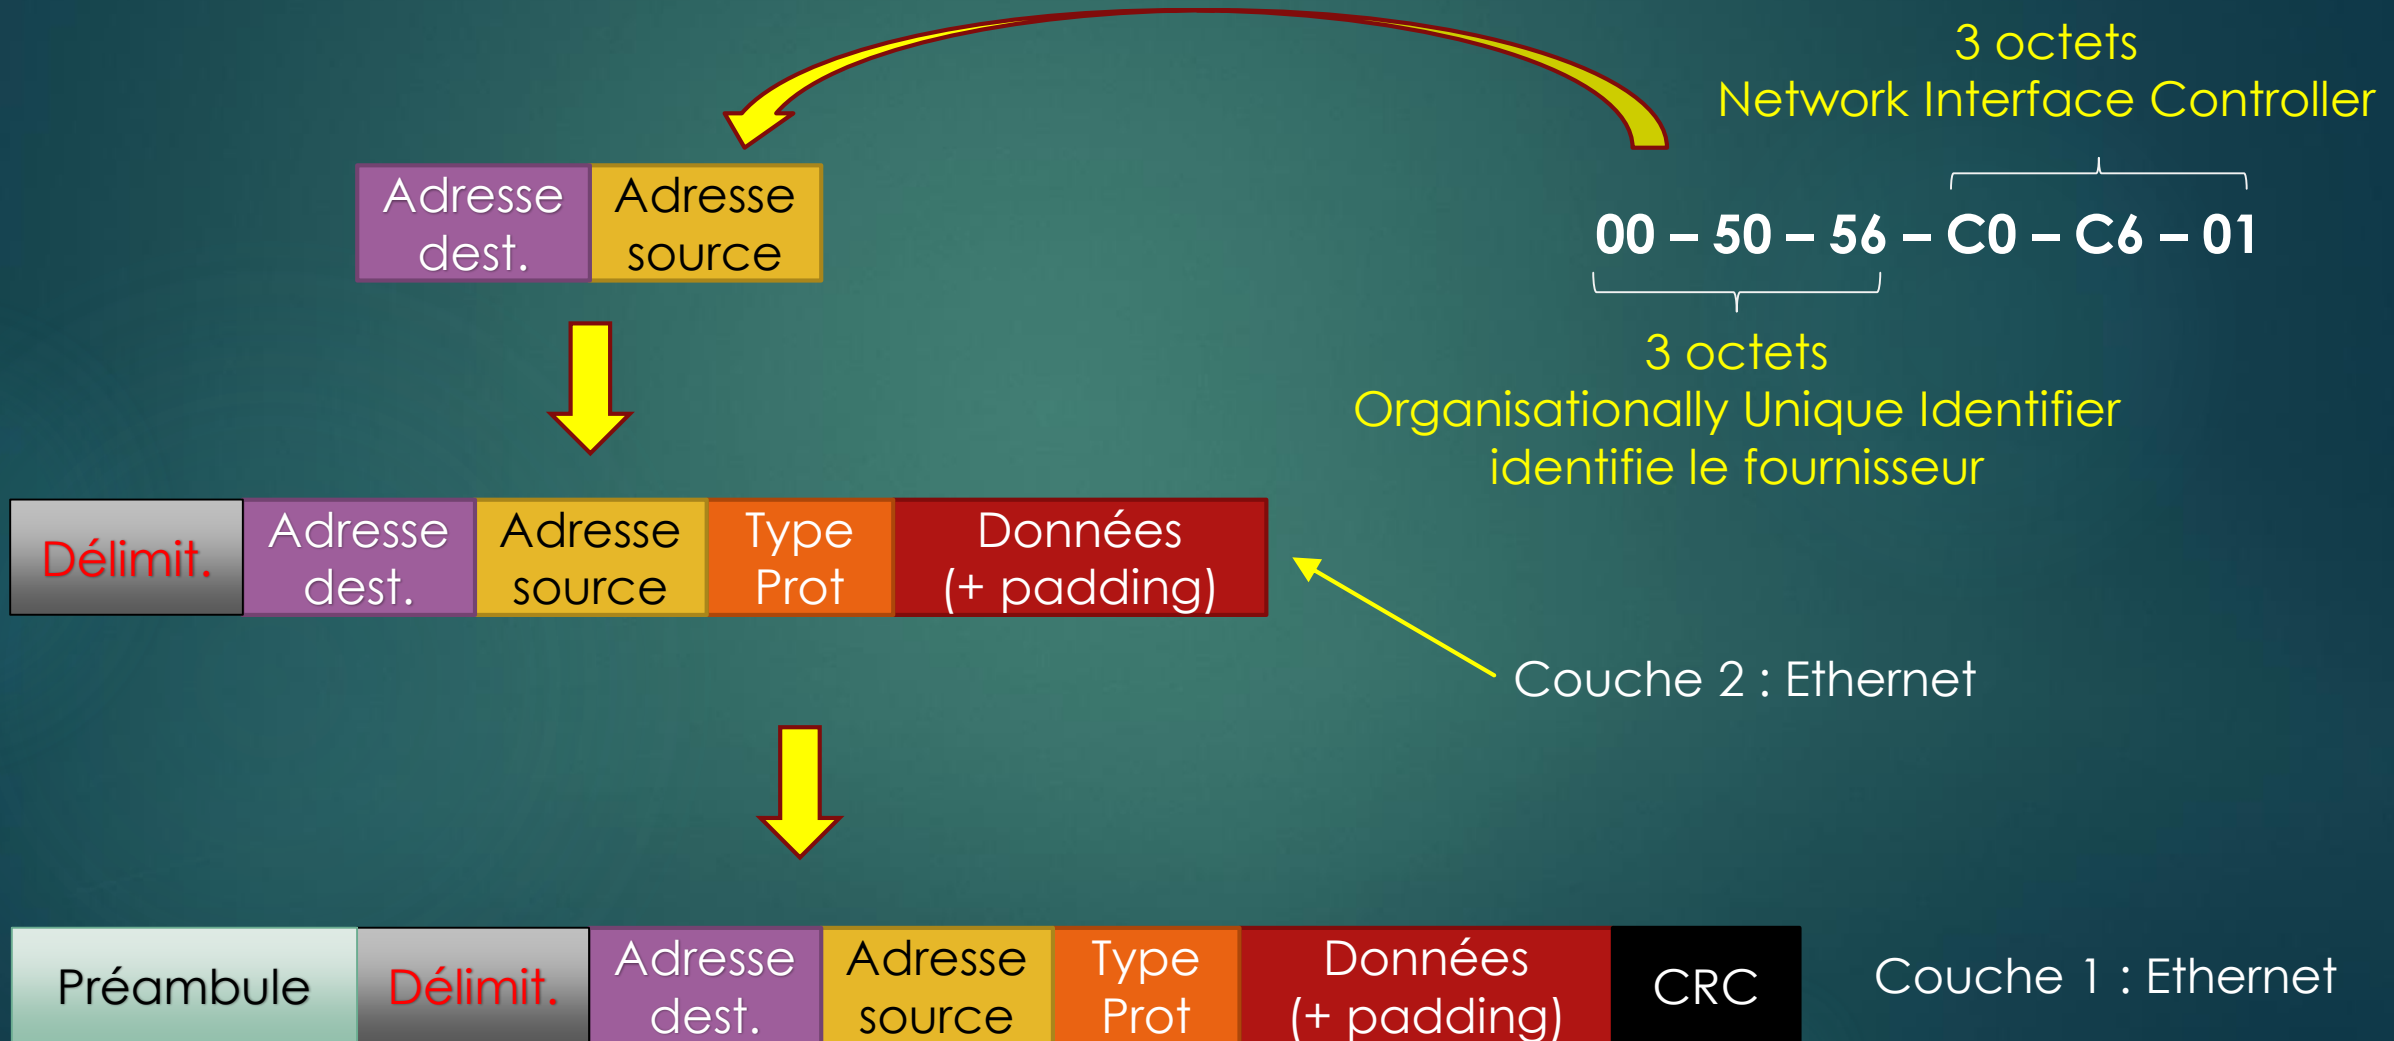 3 octets
Network Interface Controller
Adresse
dest.
Adresse
source
00 – 50 – 56 – C0 – C6 – 01
3 octets
Organisationally Unique Identifier
identifie le fournisseur
Délimit.
Adresse
dest.
Adresse
source
Type
Prot
Données
(+ padding)
Couche 2 : Ethernet
Préambule
Délimit.
Adresse
dest.
Adresse
source
Type
Prot
Données
(+ padding)
CRC
Couche 1 : Ethernet